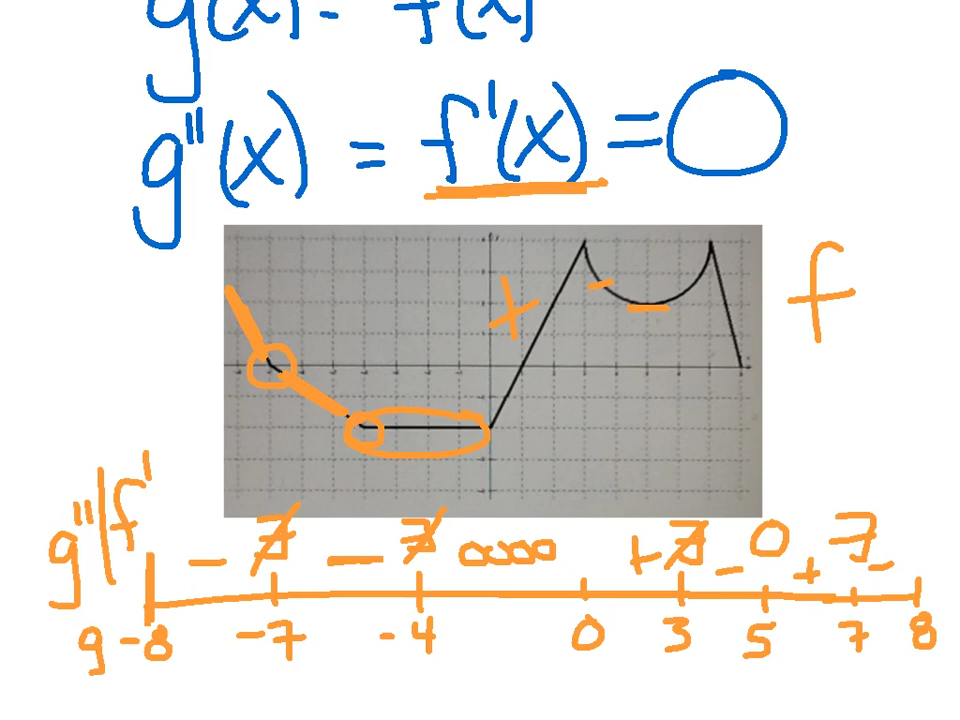 g'(x) = f(x)
g''(x) = f'(x) = 0
+ - f
g''/f' - ∄ - ∄ 0000 + ∄ - 0 + ∄ -
g -8 -7 -4 0 3 5 7 8